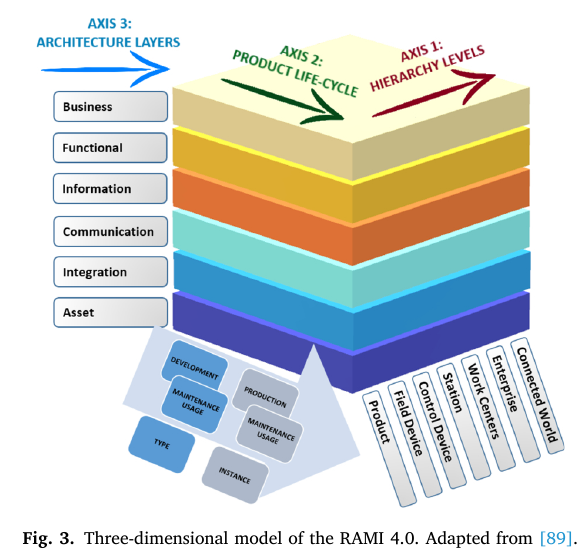 AXIS 3:
ARCHITECTURE LAYERS
AXIS 2:
PRODUCT LIFE-CYCLE
AXIS 1:
HIERARCHY LEVELS
Business
Functional
Information
Communication
Integration
Asset
DEVELOPMENT
MAINTENANCE
USAGE
PRODUCTION
MAINTENANCE
USAGE
TYPE
INSTANCE
Product
Field Device
Control Device
Station
Work Centers
Enterprise
Connected World
Fig. 3. Three-dimensional model of the RAMI 4.0. Adapted from [89].